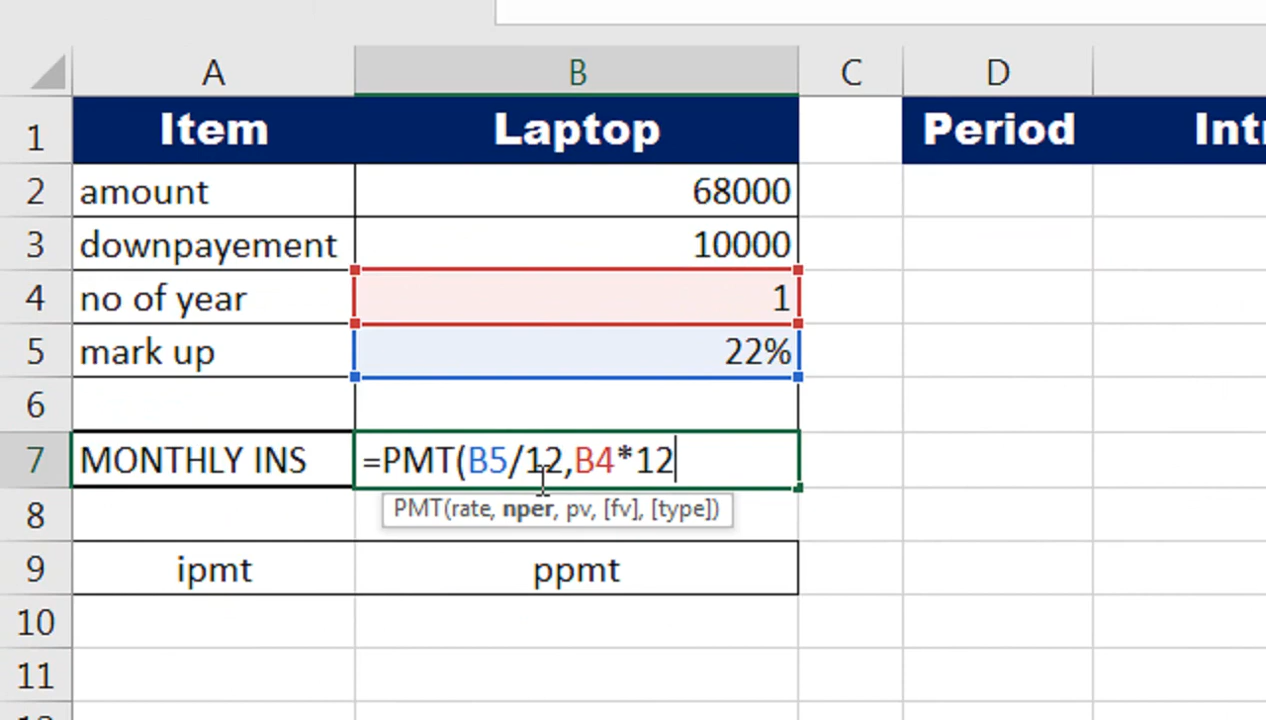 A B C D
1 Item Laptop Period Int
2 amount 68000
3 downpayement 10000
4 no of year 1
5 mark up 22%
6
7 MONTHLY INS =PMT(B5/12,B4*12
8 PMT(rate, nper, pv, [fv], [type])
9 ipmt ppmt
10
11